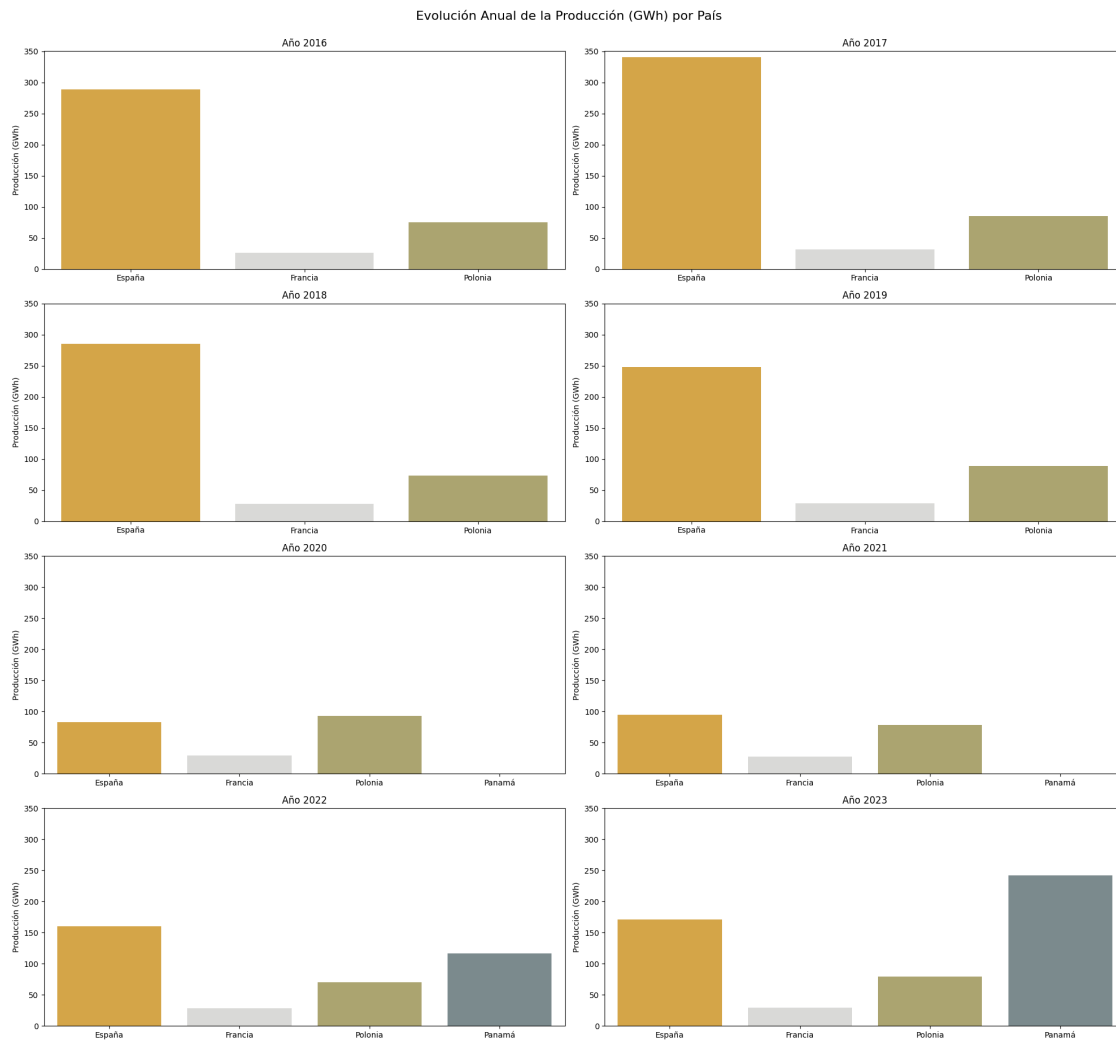 Evolución Anual de la Producción (GWh) por País
Año 2016
Producción (GWh)
350
300
250
200
150
100
50
0
España Francia Polonia
Año 2017
Producción (GWh)
350
300
250
200
150
100
50
0
España Francia Polonia
Año 2018
Producción (GWh)
350
300
250
200
150
100
50
0
España Francia Polonia
Año 2019
Producción (GWh)
350
300
250
200
150
100
50
0
España Francia Polonia
Año 2020
Producción (GWh)
350
300
250
200
150
100
50
0
España Francia Polonia Panamá
Año 2021
Producción (GWh)
350
300
250
200
150
100
50
0
España Francia Polonia Panamá
Año 2022
Producción (GWh)
350
300
250
200
150
100
50
0
España Francia Polonia Panamá
Año 2023
Producción (GWh)
350
300
250
200
150
100
50
0
España Francia Polonia Panamá